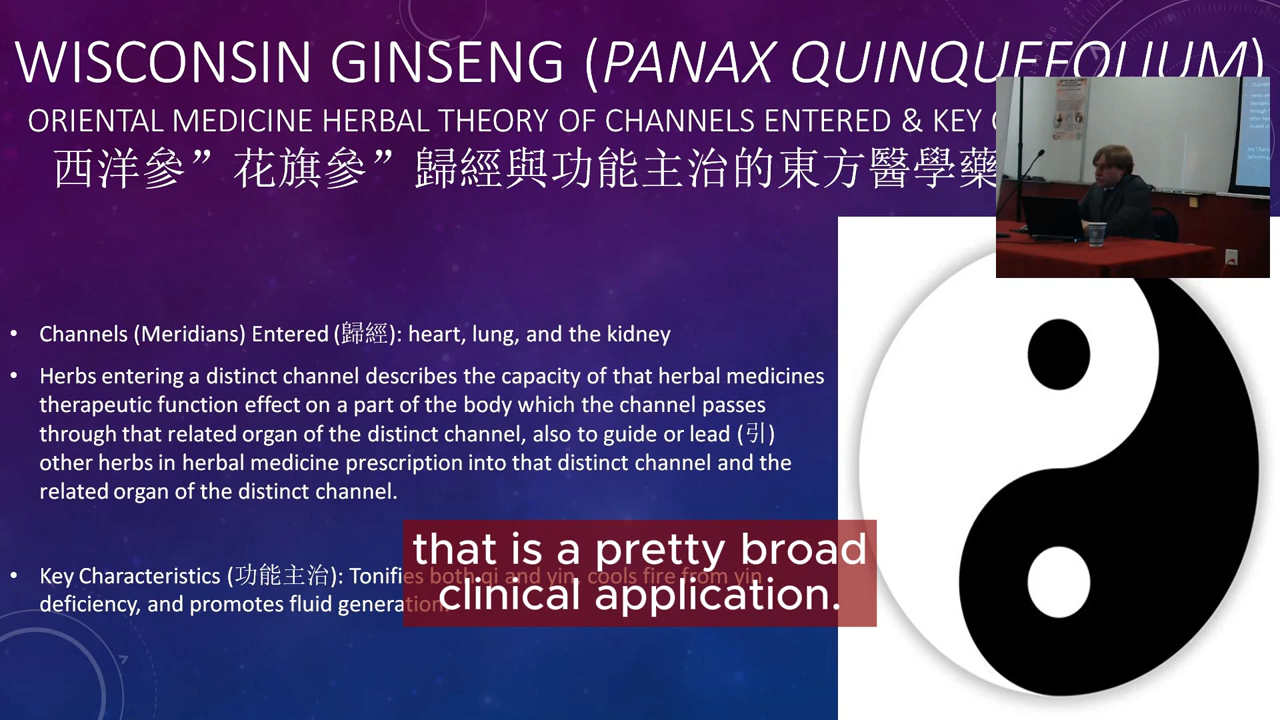 WISCONSIN GINSENG (PANAX QUINQUEFOLIUM)
ORIENTAL MEDICINE HERBAL THEORY OF CHANNELS ENTERED & KEY
西洋參”花旗參”歸經與功能主治的東方醫學藥
• Channels (Meridians) Entered (歸經): heart, lung, and the kidney
• Herbs entering a distinct channel describes the capacity of that herbal medicines
therapeutic function effect on a part of the body which the channel passes
through that related organ of the distinct channel, also to guide or lead (引)
other herbs in herbal medicine prescription into that distinct channel and the
related organ of the distinct channel.
• Key Characteristics (功能主治): Tonifies both qi and yin, cools fire from yin
deficiency, and promotes fluid generation.
that is a pretty broad
clinical application.